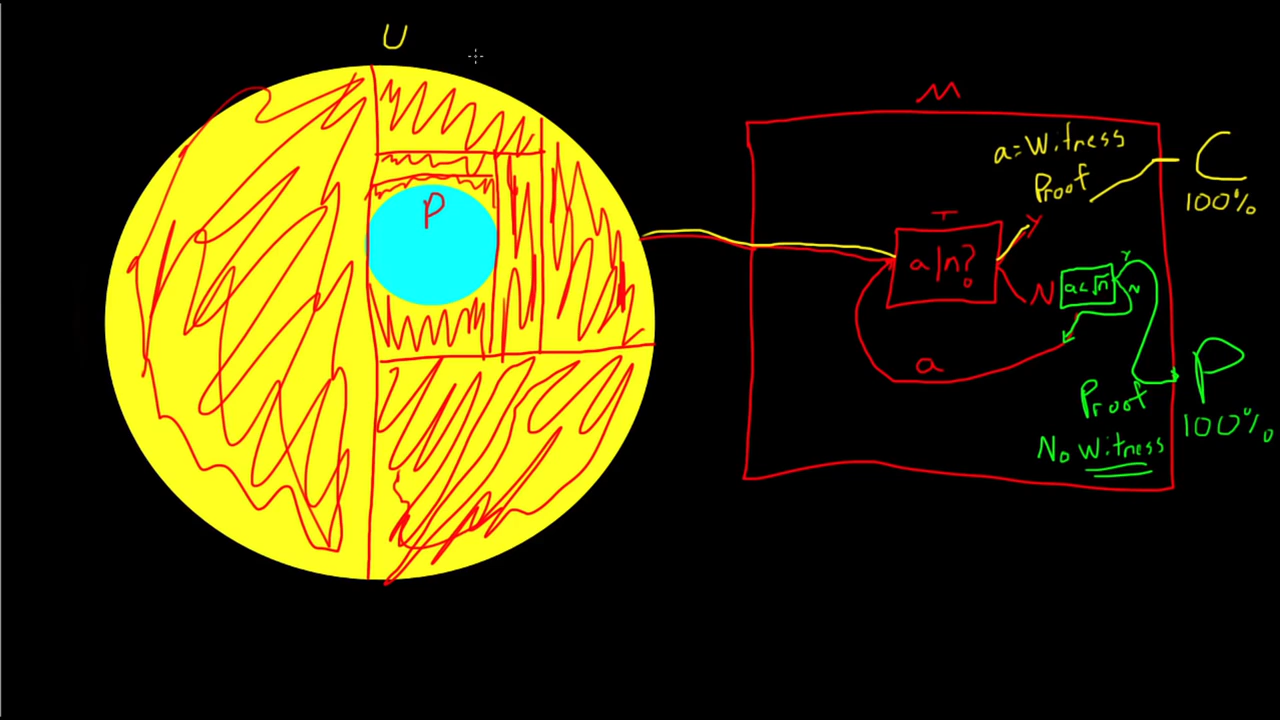 U
P
M
a=Witness
Proof
C
100%
T
Y
a|n?
N
a<√n
Y
N
a
P
100%
Proof
No Witness